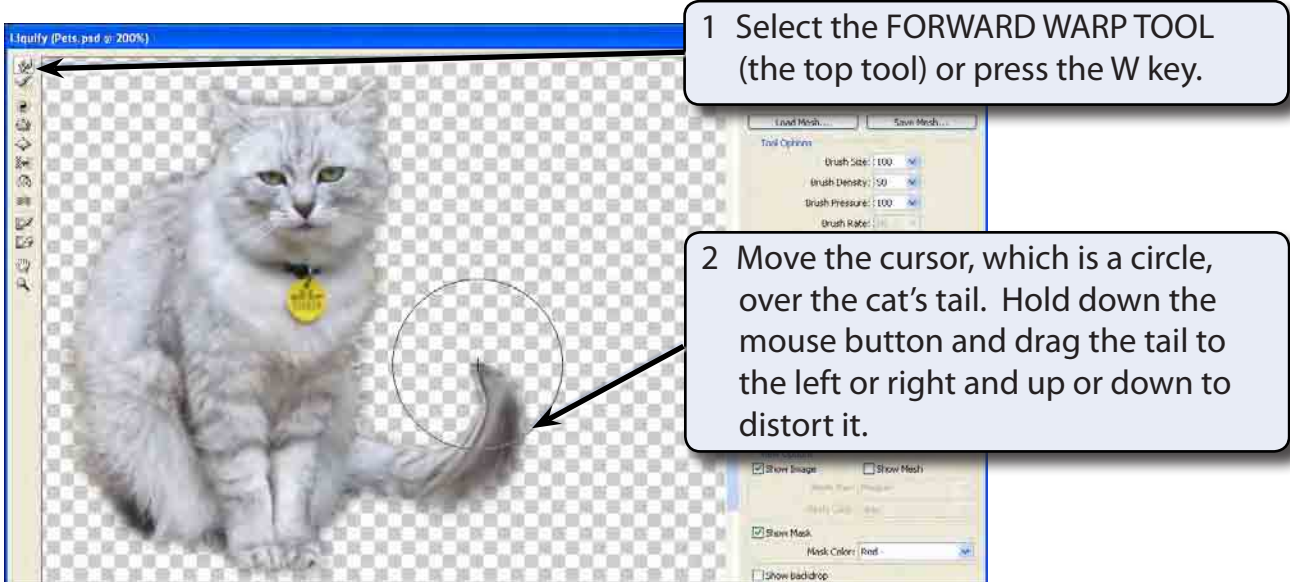 Liquify (Pets.psd @ 200%)
1 Select the FORWARD WARP TOOL
(the top tool) or press the W key.
Load Mesh... Save Mesh...
Tool Options
Brush Size: 100
Brush Density: 50
Brush Pressure: 100
Brush Rate:
2 Move the cursor, which is a circle,
over the cat's tail. Hold down the
mouse button and drag the tail to
the left or right and up or down to
distort it.
Show Image Show Mesh
Show Mask
Mask Color: Red
Show Backdrop